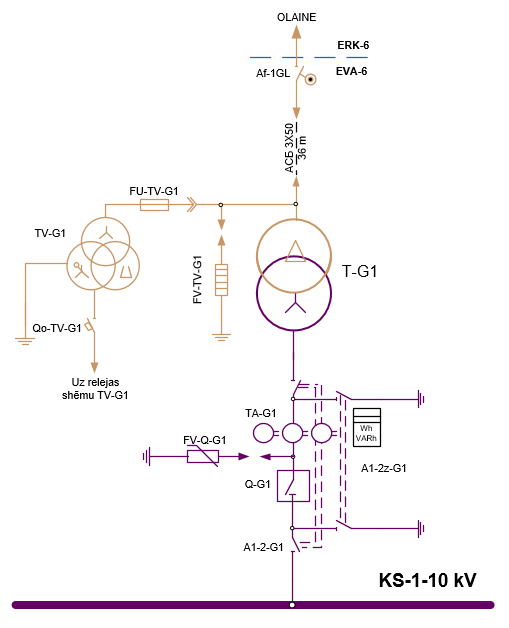 OLAINE
ERK-6
Af-1GL
EVA-6
АСБ 3X50
36 m
FU-TV-G1
TV-G1
FV-TV-G1
T-G1
Qo-TV-G1
Uz relejas
shēmu TV-G1
TA-G1
Wh
VARh
FV-Q-G1
A1-2z-G1
Q-G1
A1-2-G1
KS-1-10 kV